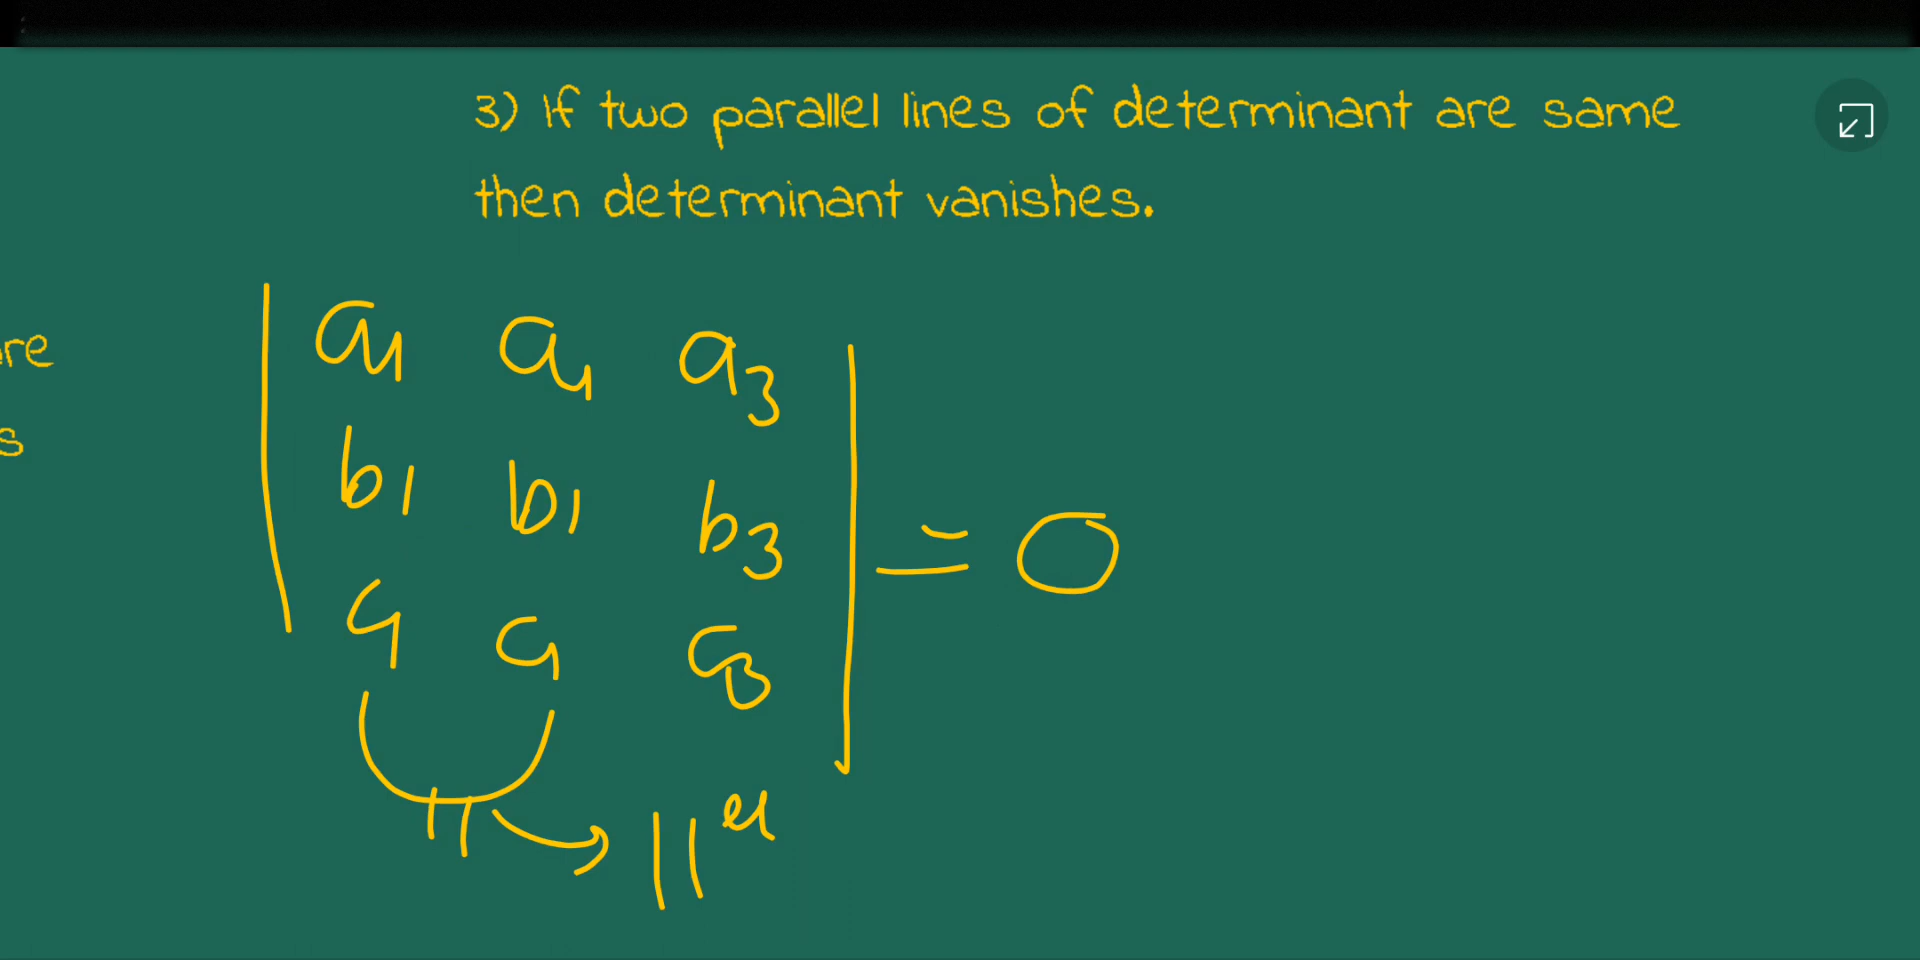 3) If two parallel lines of determinant are same
then determinant vanishes.
re
s
| a1 a1 a3 |
| b1 b1 b3 | = 0
| c1 c1 c3 |
|| el